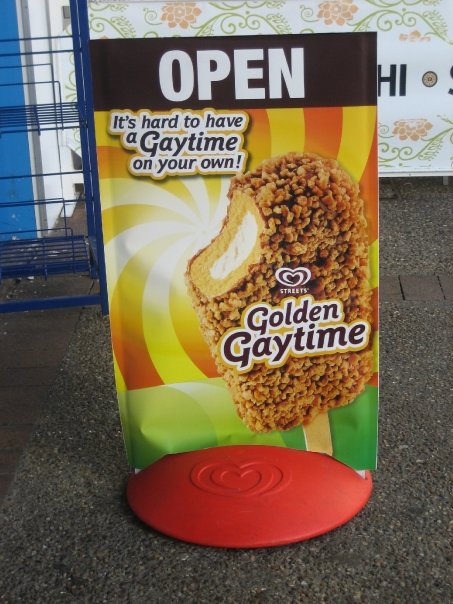 OPEN
It's hard to have
a Gaytime
on your own!
STREETS
Golden
Gaytime
HI